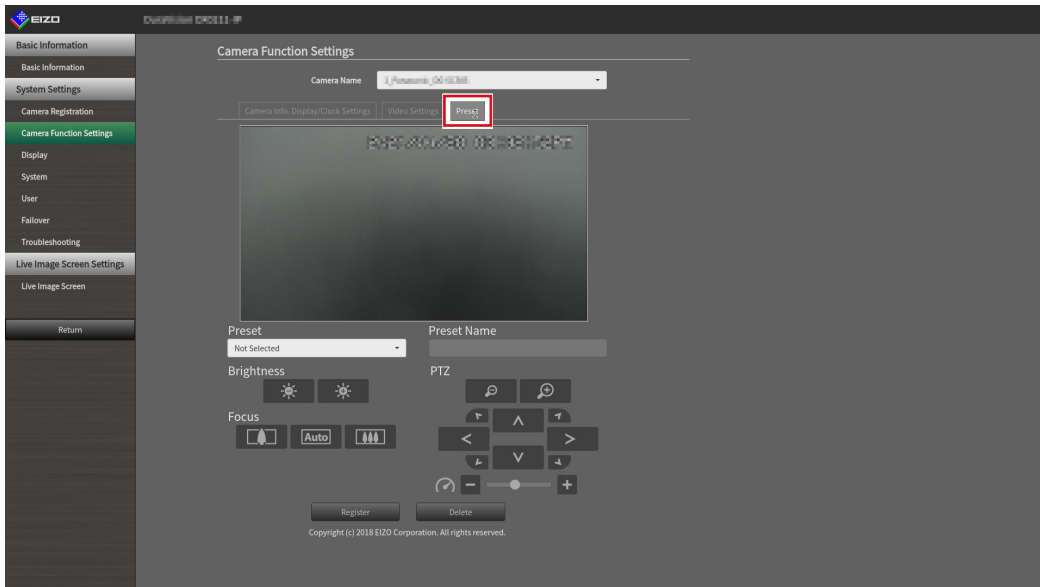 EIZO
Basic Information
Basic Information
System Settings
Camera Registration
Camera Function Settings
Display
System
User
Failover
Troubleshooting
Live Image Screen Settings
Live Image Screen
Return
Camera Function Settings
Camera Name
Camera Info, Display/Clock Settings
Video Settings
Preset
Preset
Preset Name
Not Selected
Brightness
PTZ
Focus
Auto
Register
Delete
Copyright (c) 2018 EIZO Corporation. All rights reserved.